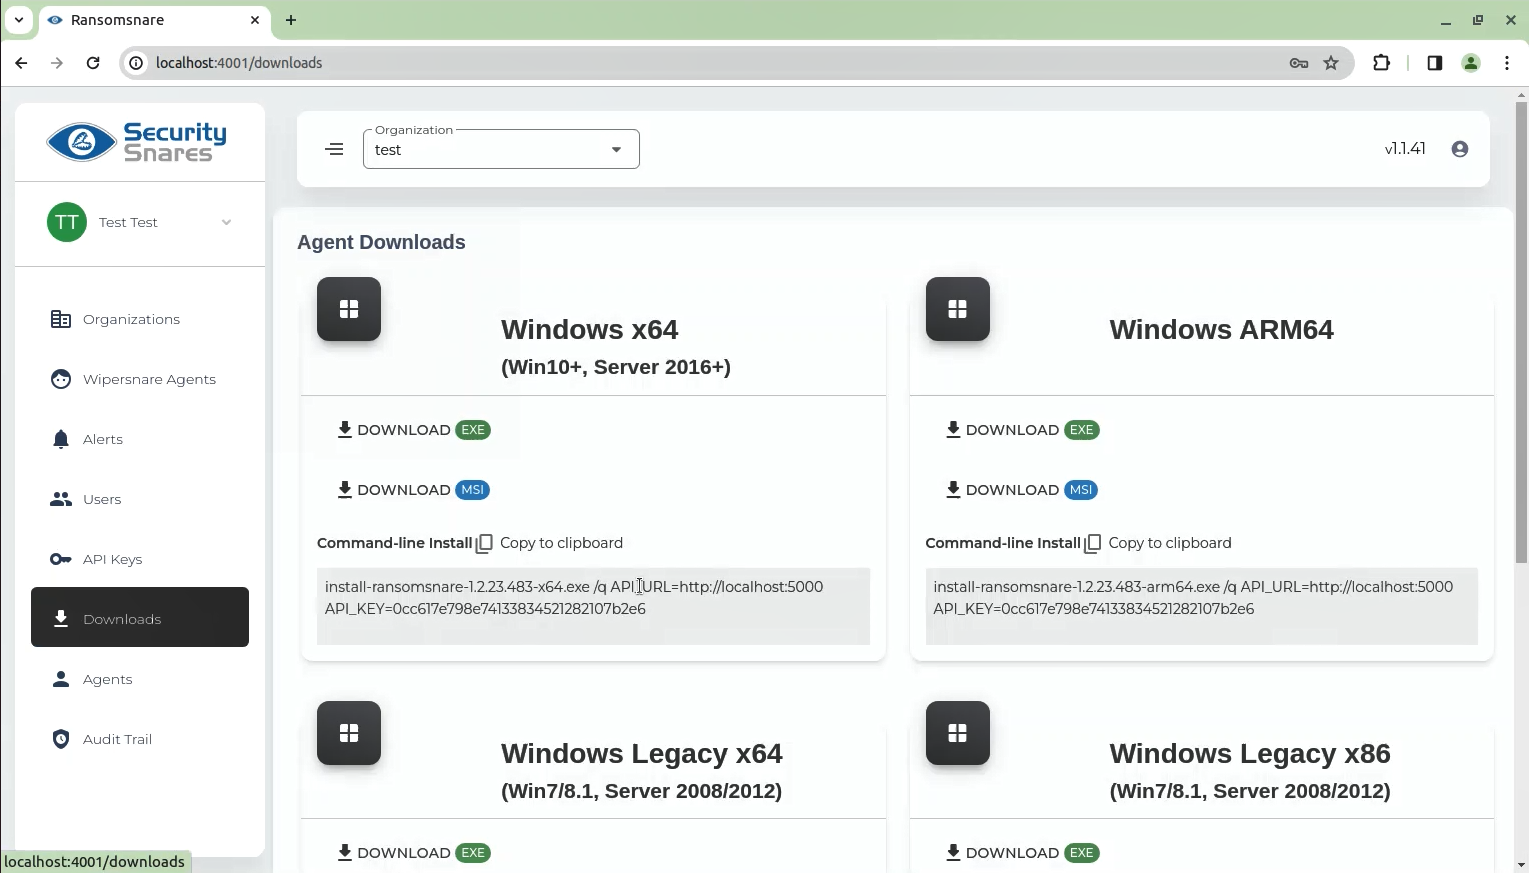 Ransomsnare
localhost:4001/downloads
Security
Snares
Organization
test
v1.1.41
TT
Test Test
Agent Downloads
Organizations
Wipersnare Agents
Alerts
Users
API Keys
Downloads
Agents
Audit Trail
Windows x64
(Win10+, Server 2016+)
DOWNLOAD EXE
DOWNLOAD MSI
Command-line Install Copy to clipboard
install-ransomsnare-1.2.23.483-x64.exe /q API_URL=http://localhost:5000
API_KEY=0cc617e798e74133834521282107b2e6
Windows ARM64
DOWNLOAD EXE
DOWNLOAD MSI
Command-line Install Copy to clipboard
install-ransomsnare-1.2.23.483-arm64.exe /q API_URL=http://localhost:5000
API_KEY=0cc617e798e74133834521282107b2e6
Windows Legacy x64
(Win7/8.1, Server 2008/2012)
DOWNLOAD EXE
Windows Legacy x86
(Win7/8.1, Server 2008/2012)
DOWNLOAD EXE
localhost:4001/downloads